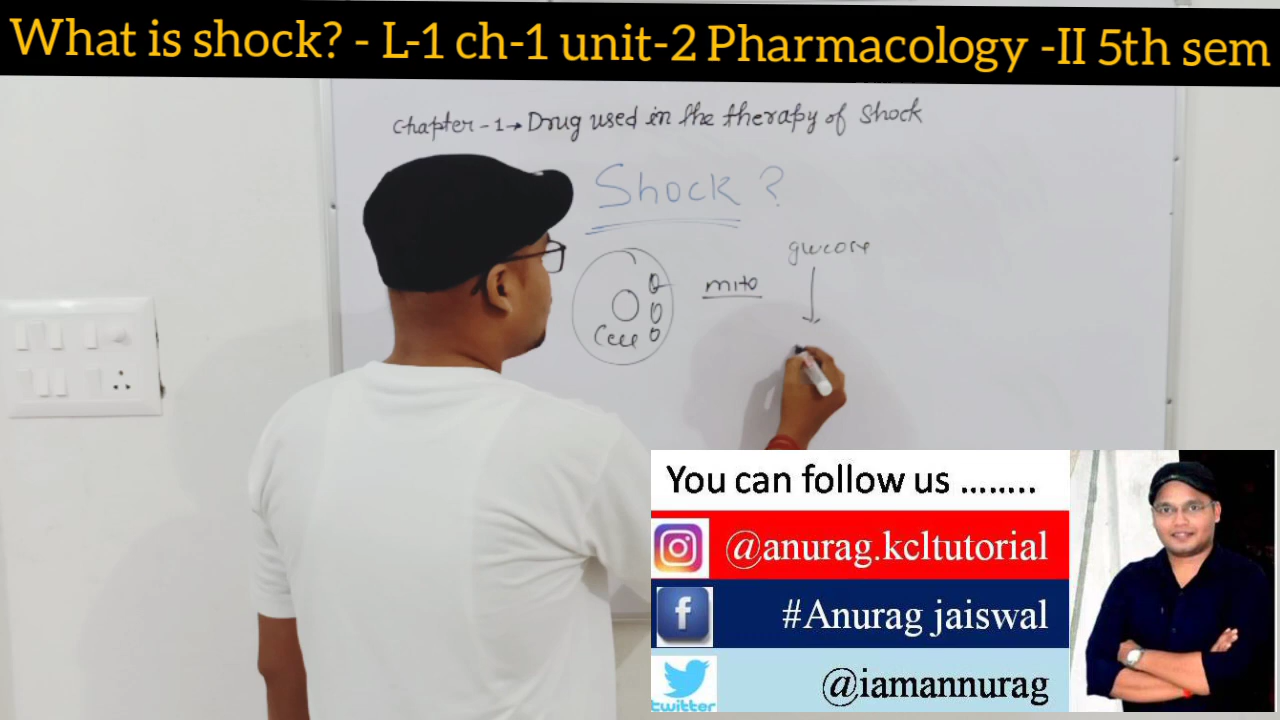 What is shock? - L-1 ch-1 unit-2 Pharmacology -II 5th sem
Chapter-1→ Drug used in the therapy of Shock
Shock ?
glucose
mito
Cell
You can follow us ........
@anurag.kcltutorial
#Anurag jaiswal
@iamannurag
twitter